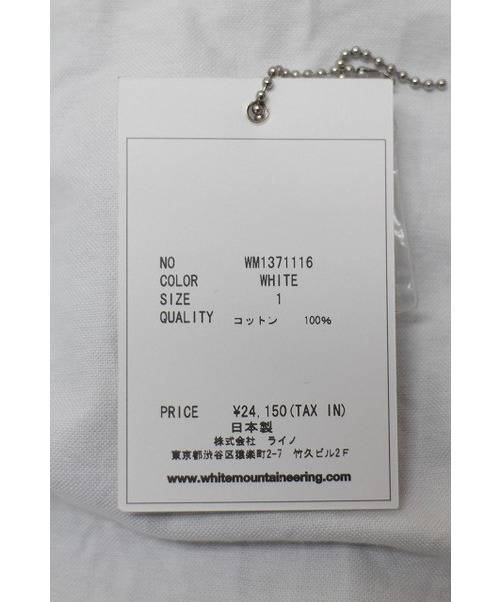 NO WM1371116
COLOR WHITE
SIZE 1
QUALITY コットン 100%
PRICE ¥24,150(TAX IN)
日本製
株式会社 ライノ
東京都渋谷区猿楽町2-7 竹久ビル2F
www.whitemountaineering.com